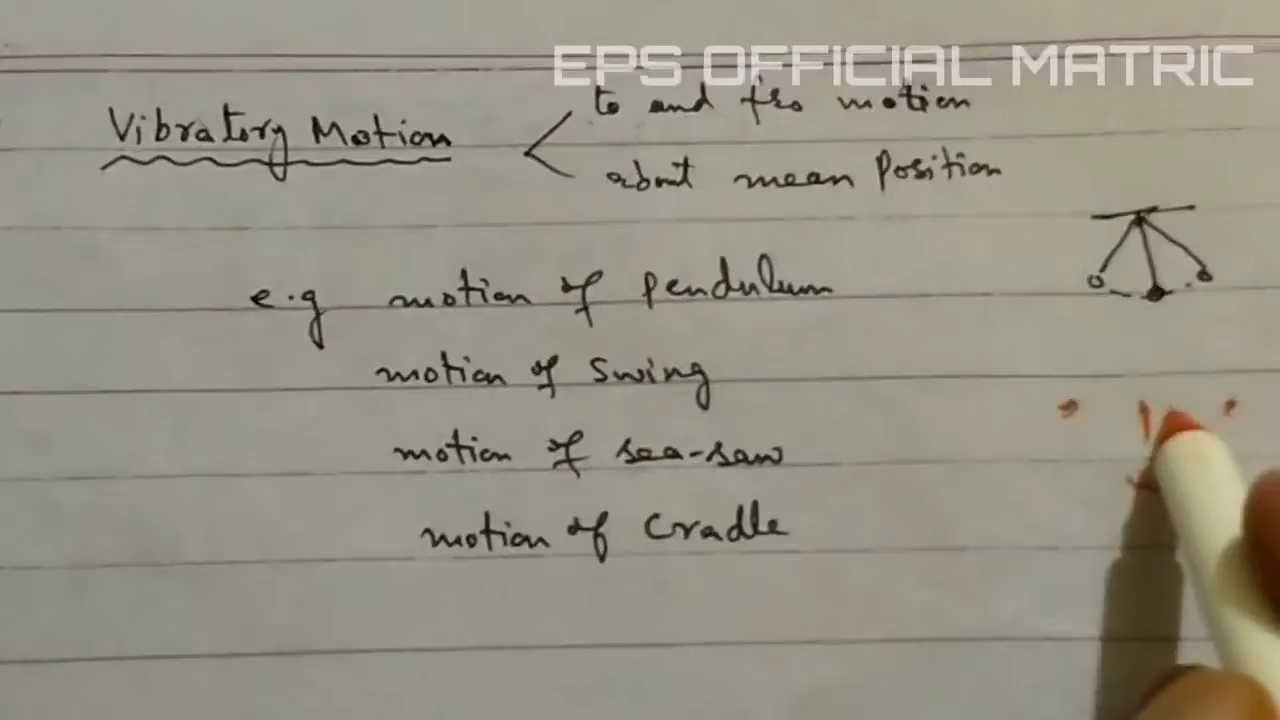 EPS OFFICIAL MATRIC
Vibratory Motion
to and fro motion
about mean Position
e.g motion of pendulum
motion of swing
motion of sea-saw
motion of cradle